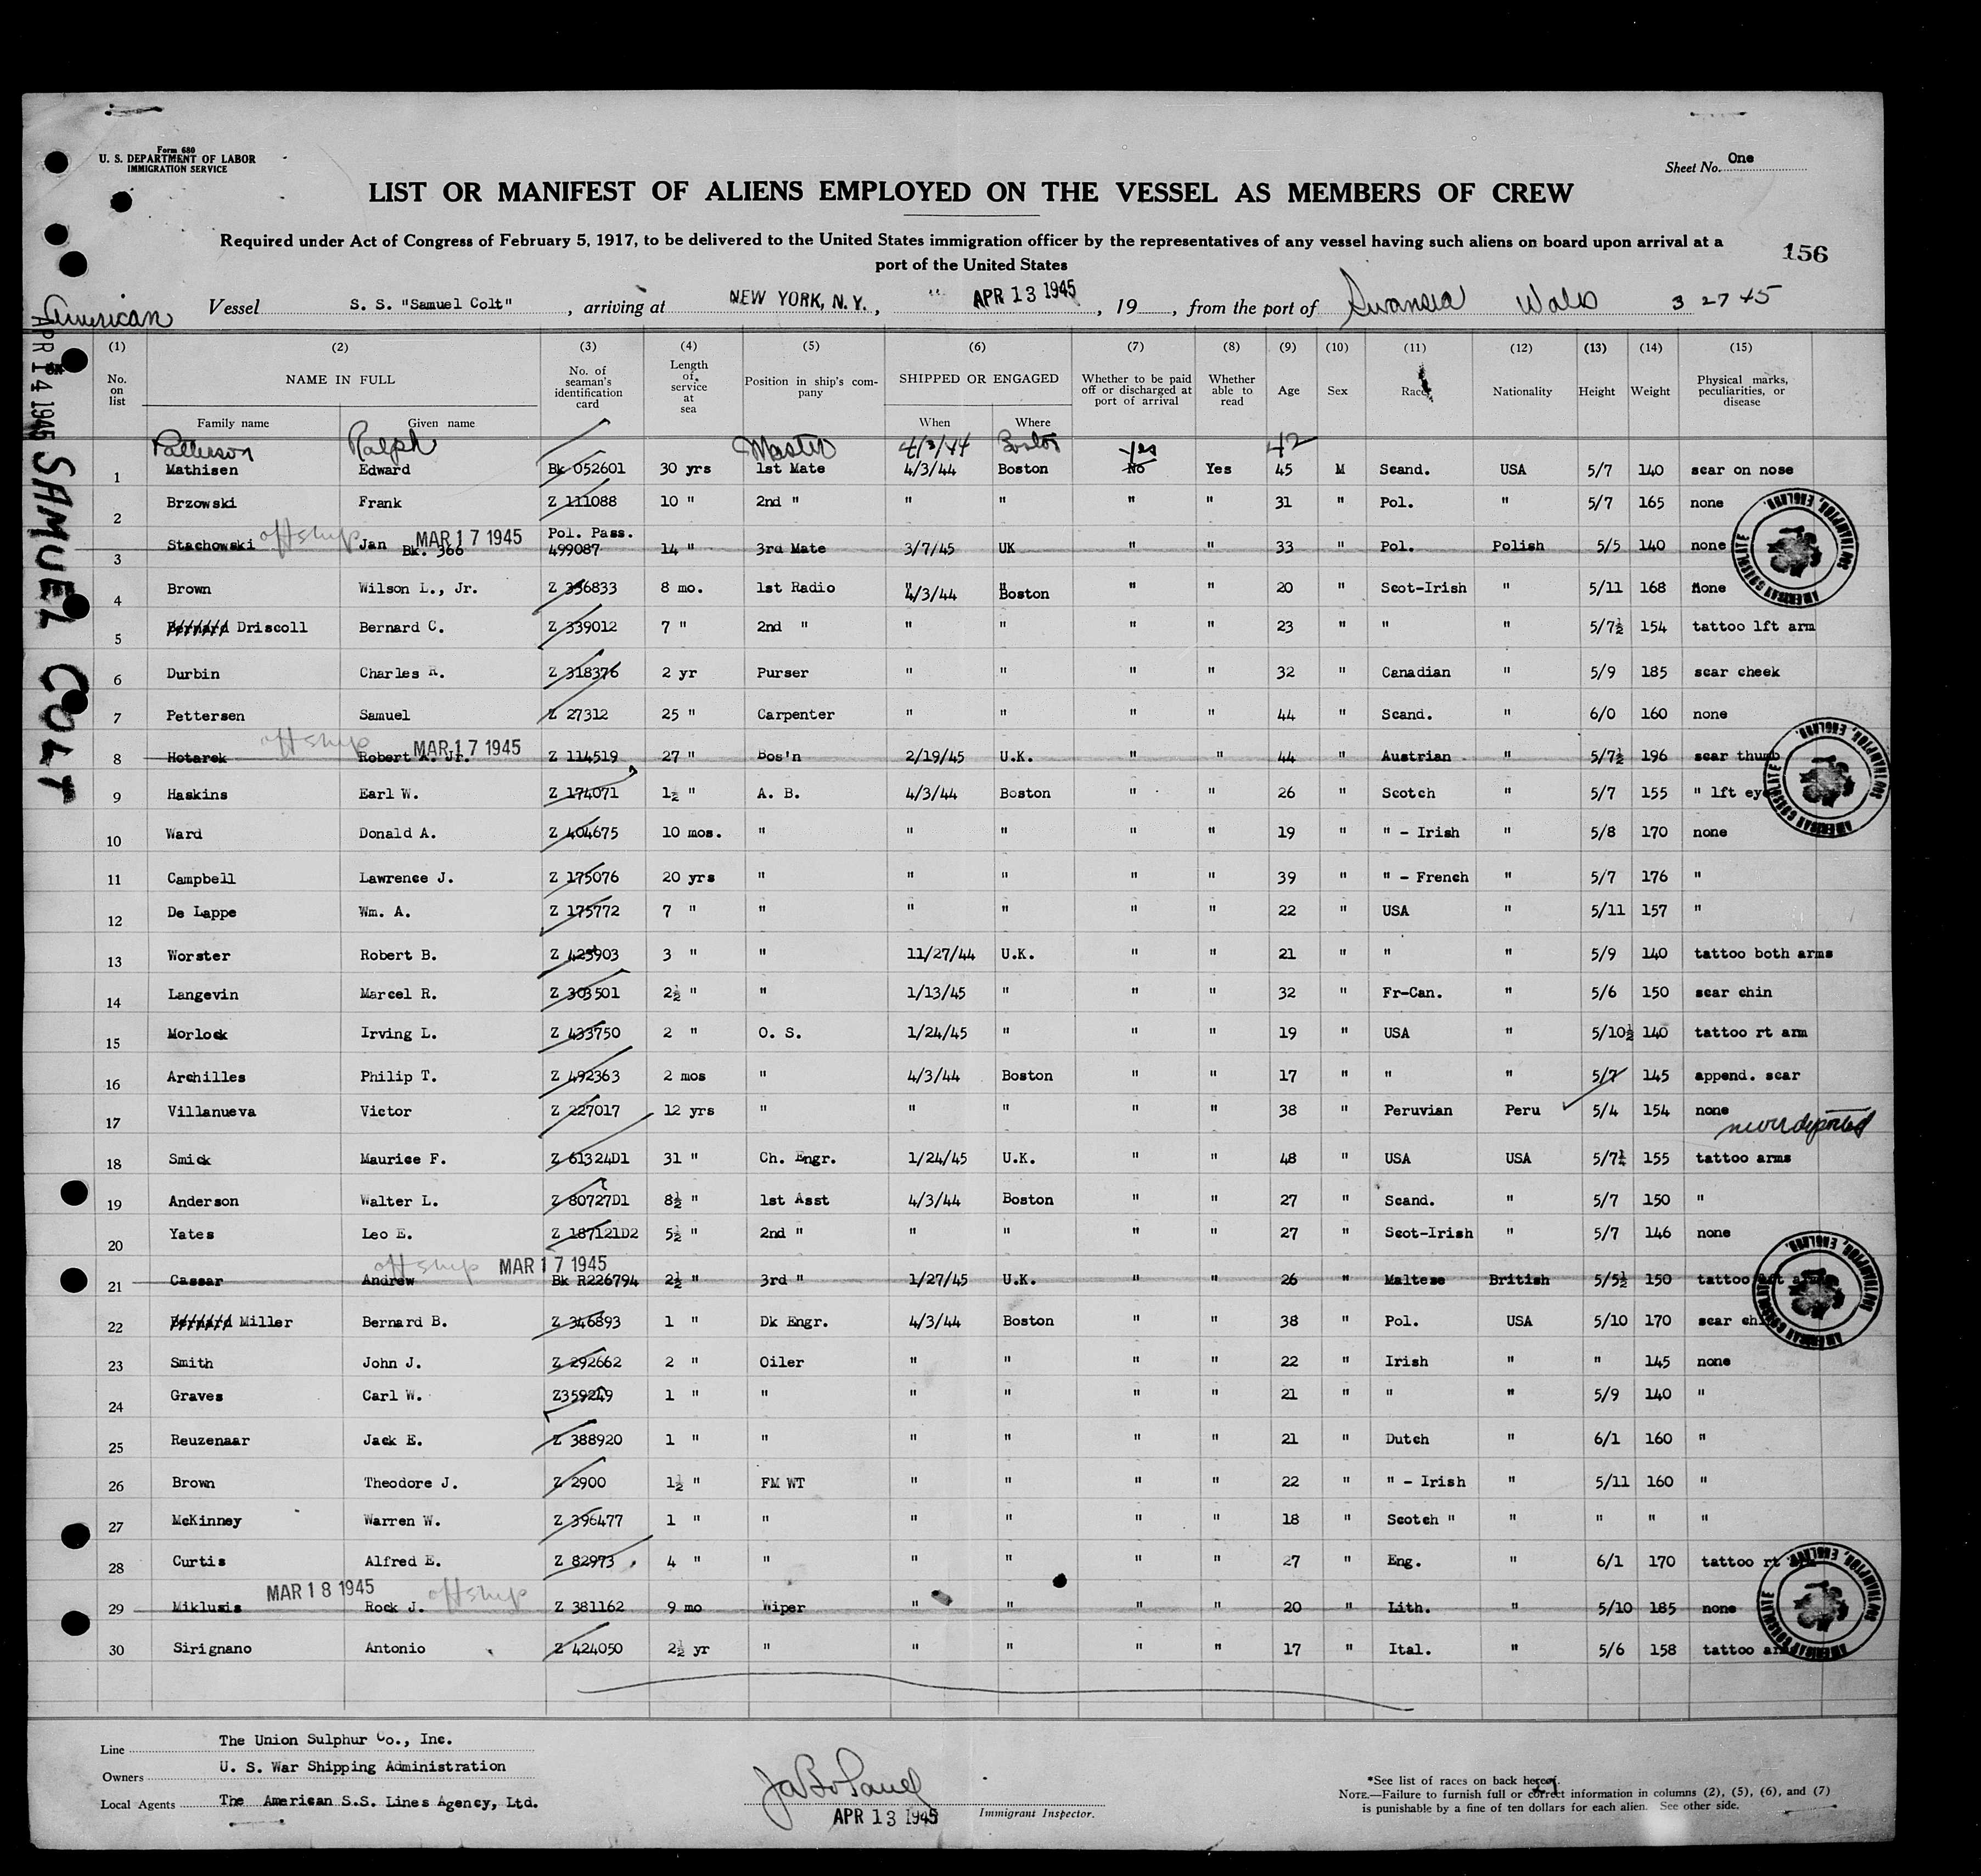 Form 680
U. S. DEPARTMENT OF LABOR
IMMIGRATION SERVICE
Sheet No. One
LIST OR MANIFEST OF ALIENS EMPLOYED ON THE VESSEL AS MEMBERS OF CREW
Required under Act of Congress of February 5, 1917, to be delivered to the United States immigration officer by the representatives of any vessel having such aliens on board upon arrival at a
port of the United States
156
American
Vessel S. S. "Samuel Colt", arriving at NEW YORK, N.Y., " APR 13 1945, 19 , from the port of Swansea Wales 3 27 45
APR 14 1945
SAMUEL COLT
(1) (2) (3) (4) (5) (6) (7) (8) (9) (10) (11) (12) (13) (14) (15)
No. on list NAME IN FULL Family name Given name No. of seaman's identification card Length of service at sea Position in ship's company SHIPPED OR ENGAGED When Where Whether to be paid off or discharged at port of arrival Whether able to read Age Sex Race Nationality Height Weight Physical marks, peculiarities, or disease
Patterson Ralph Master 4/3/44 Boston yes 42
1 Mathisen Edward Bk 052601 30 yrs 1st Mate 4/3/44 Boston No Yes 45 M Scand. USA 5/7 140 scar on nose
2 Brzowski Frank Z 111088 10 " 2nd " " " " " 31 " Pol. " 5/7 165 none
offship MAR 17 1945 Pol. Pass.
3 Stachowski Jan Bk. 366 499087 14 " 3rd Mate 3/7/45 UK " " 33 " Pol. Polish 5/5 140 none
4 Brown Wilson L., Jr. Z 336833 8 mo. 1st Radio 4/3/44 Boston " " 20 " Scot-Irish " 5/11 168 none
5 Driscoll Bernard C. Z 339012 7 " 2nd " " " " " 23 " " " 5/7½ 154 tattoo lft arm
6 Durbin Charles R. Z 318376 2 yr Purser " " " " 32 " Canadian " 5/9 185 scar cheek
7 Pettersen Samuel Z 27312 25 " Carpenter " " " " 44 " Scand. " 6/0 160 none
offship MAR 17 1945
8 Hotarek Robert A. Jr. Z 114519 27 " Bos'n 2/19/45 U.K. " " 44 " Austrian " 5/7½ 196 scar thumb
9 Haskins Earl W. Z 174071 1½ " A. B. 4/3/44 Boston " " 26 " Scotch " 5/7 155 " lft eye
10 Ward Donald A. Z 404675 10 mos. " " " " " 19 " " - Irish " 5/8 170 none
11 Campbell Lawrence J. Z 175076 20 yrs " " " " " 39 " " - French " 5/7 176 "
12 De Lappe Wm. A. Z 175772 7 " " " " " " 22 " USA " 5/11 157 "
13 Worster Robert B. Z 425903 3 " " 11/27/44 U.K. " " 21 " " " 5/9 140 tattoo both arms
14 Langevin Marcel R. Z 303501 2½ " " 1/13/45 " " " 32 " Fr-Can. " 5/6 150 scar chin
15 Morlock Irving L. Z 433750 2 " O. S. 1/24/45 " " " 19 " USA " 5/10½ 140 tattoo rt arm
16 Archilles Philip T. Z 492363 2 mos " 4/3/44 Boston " " 17 " " " 5/7 145 append. scar
17 Villanueva Victor Z 227017 12 yrs " " " " " 38 " Peruvian Peru 5/4 154 none
never deported
18 Smick Maurice F. Z 61324D1 31 " Ch. Engr. 1/24/45 U.K. " " 48 " USA USA 5/7½ 155 tattoo arms
19 Anderson Walter L. Z 80727D1 8½ " 1st Asst 4/3/44 Boston " " 27 " Scand. " 5/7 150 "
20 Yates Leo E. Z 187121D2 5½ " 2nd " " " " " 27 " Scot-Irish " 5/7 146 none
offship MAR 17 1945
21 Cassar Andrew Bk R226794 2½ " 3rd " 1/27/45 U.K. " " 26 " Maltese British 5/5½ 150 tattoo
22 Miller Bernard B. Z 346893 1 " Dk Engr. 4/3/44 Boston " " 38 " Pol. USA 5/10 170 scar
23 Smith John J. Z 292662 2 " Oiler " " " " 22 " Irish " " 145 none
24 Graves Carl W. Z359249 1 " " " " " " 21 " " " 5/9 140 "
25 Reuzenaar Jack E. Z 388920 1 " " " " " " 21 " Dutch " 6/1 160 "
26 Brown Theodore J. Z 2900 1½ " FM WT " " " " 22 " " - Irish " 5/11 160 "
27 McKinney Warren W. Z 396477 1 " " " " " " 18 " Scotch " " " " "
28 Curtis Alfred E. Z 82973 4 " " " " " " 27 " Eng. " 6/1 170 tattoo rt
MAR 18 1945 offship
29 Miklusis Rock J. Z 381162 9 mo Wiper " " " " 20 " Lith. " 5/10 185 none
30 Sirignano Antonio Z 424050 2½ yr " " " " " 17 " Ital. " 5/6 158 tattoo
AMERICAN CONSULATE SOUTHAMPTON, ENGLAND.
AMERICAN CONSULATE SOUTHAMPTON, ENGLAND.
AMERICAN CONSULATE SOUTHAMPTON, ENGLAND.
AMERICAN CONSULATE SOUTHAMPTON, ENGLAND.
Line The Union Sulphur Co., Inc.
Owners U. S. War Shipping Administration
Local Agents The American S.S. Lines Agency, Ltd.
APR 13 1945 Immigrant Inspector.
*See list of races on back hereof.
27
NOTE.—Failure to furnish full or correct information in columns (2), (5), (6), and (7)
is punishable by a fine of ten dollars for each alien. See other side.